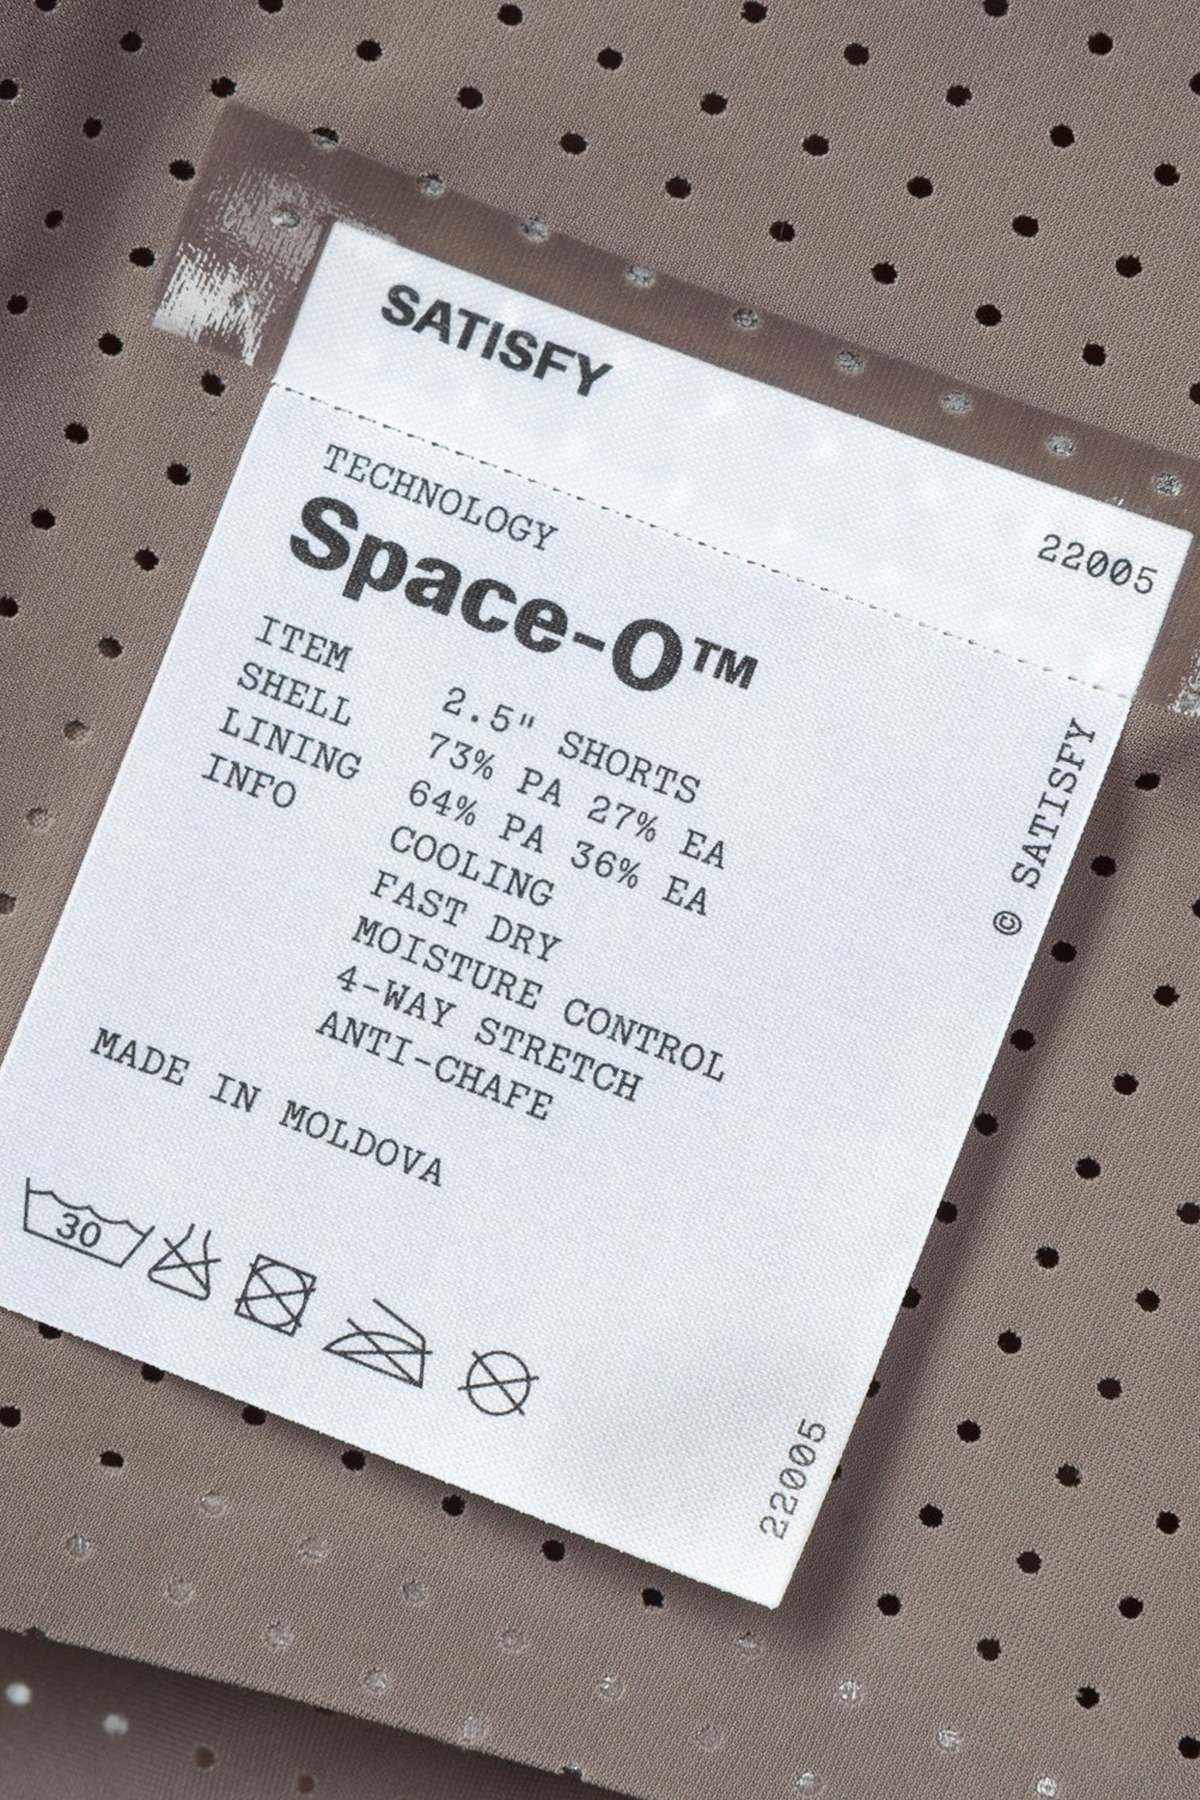 SATISFY
22005
TECHNOLOGY
Space-O™
ITEM 2.5" SHORTS
SHELL 73% PA 27% EA
LINING 64% PA 36% EA
INFO COOLING
FAST DRY
MOISTURE CONTROL
4-WAY STRETCH
ANTI-CHAFE
MADE IN MOLDOVA
30
© SATISFY
22005